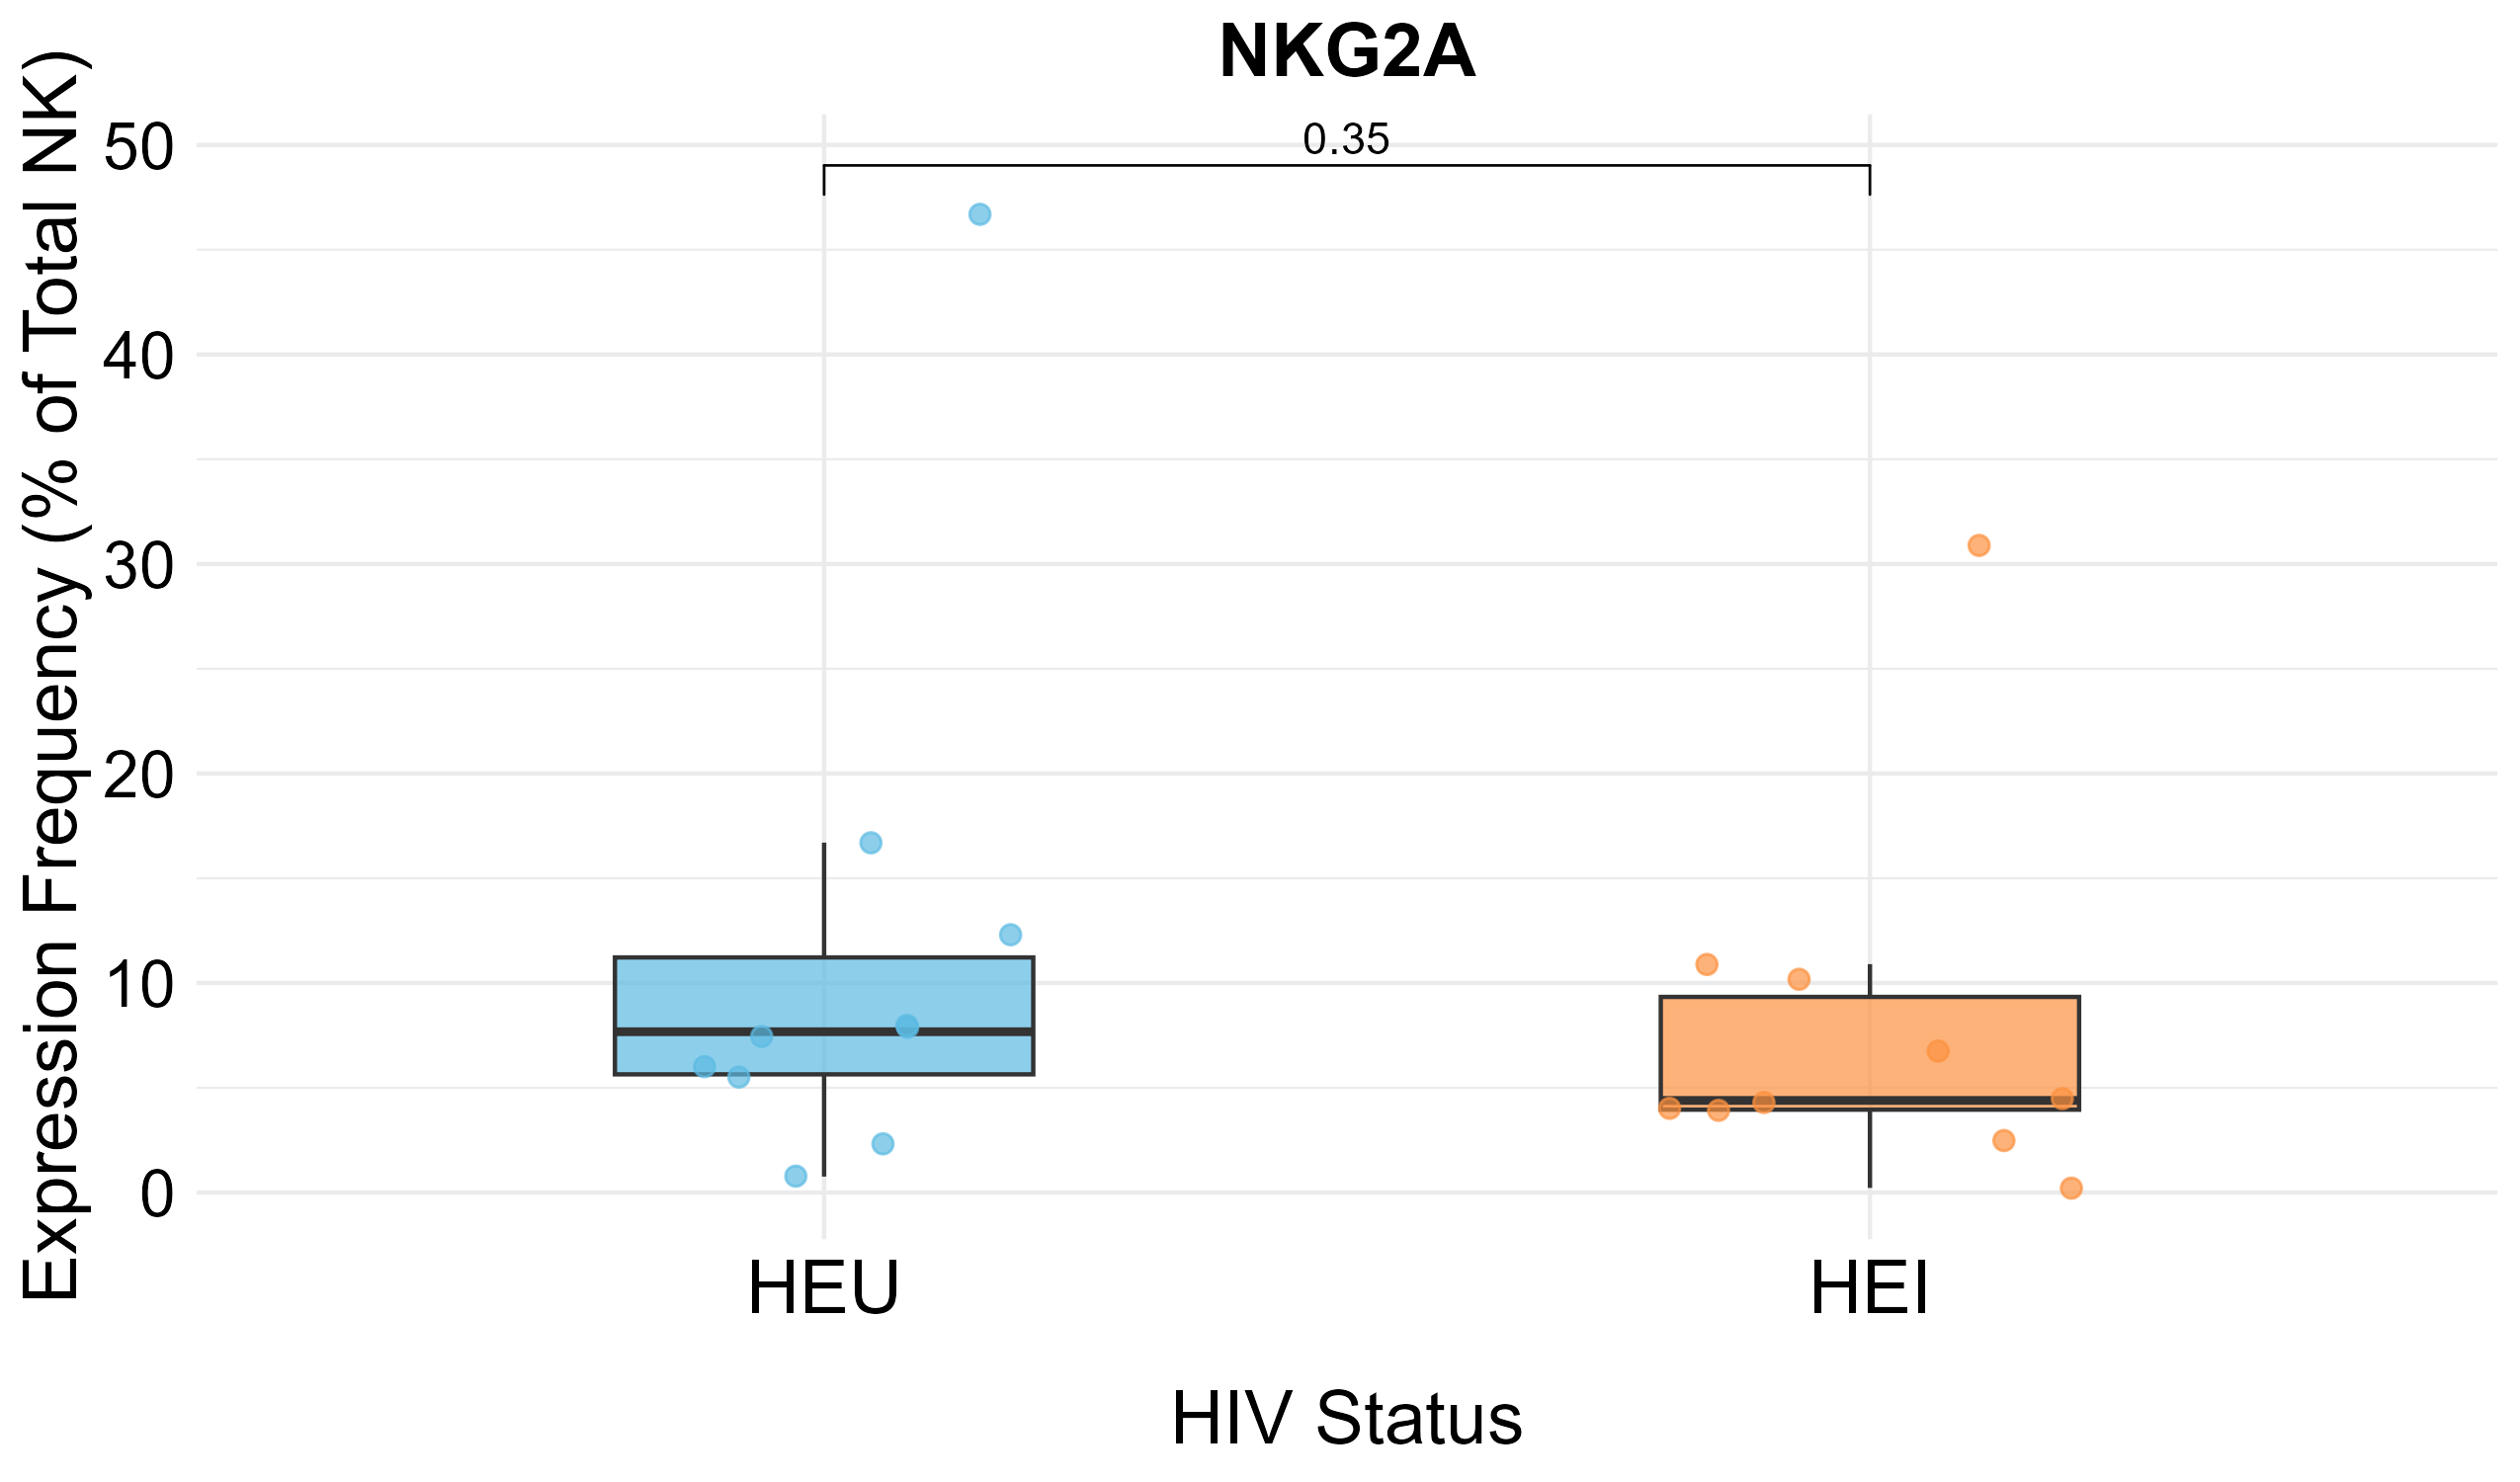 NKG2A
Expression Frequency (% of Total NK)
50
40
30
20
10
0
0.35
HEU
HEI
HIV Status